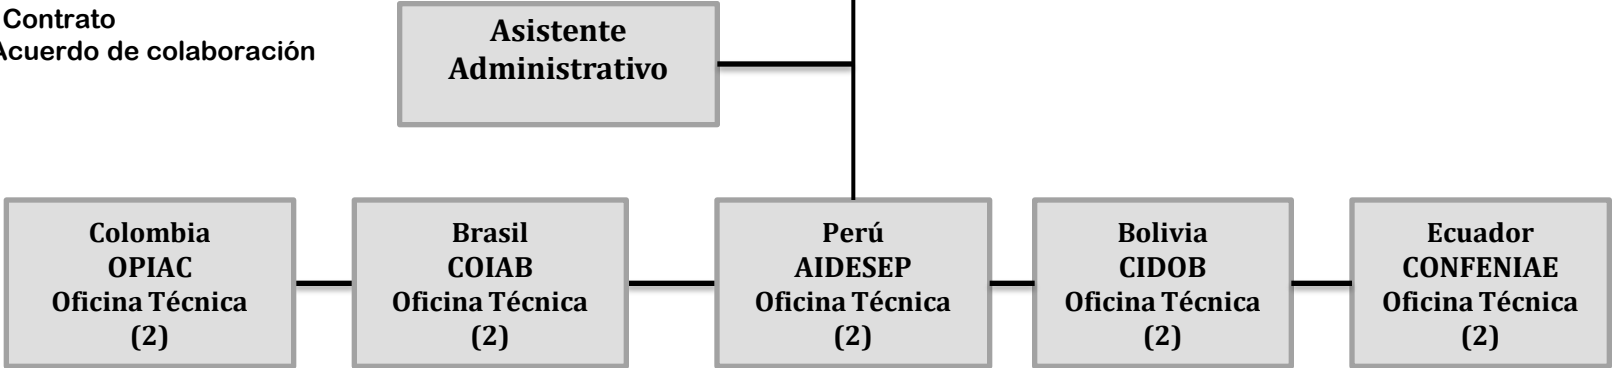 Contrato
Acuerdo de colaboración
Asistente
Administrativo
Colombia
OPIAC
Oficina Técnica
(2)
Brasil
COIAB
Oficina Técnica
(2)
Perú
AIDESEP
Oficina Técnica
(2)
Bolivia
CIDOB
Oficina Técnica
(2)
Ecuador
CONFENIAE
Oficina Técnica
(2)